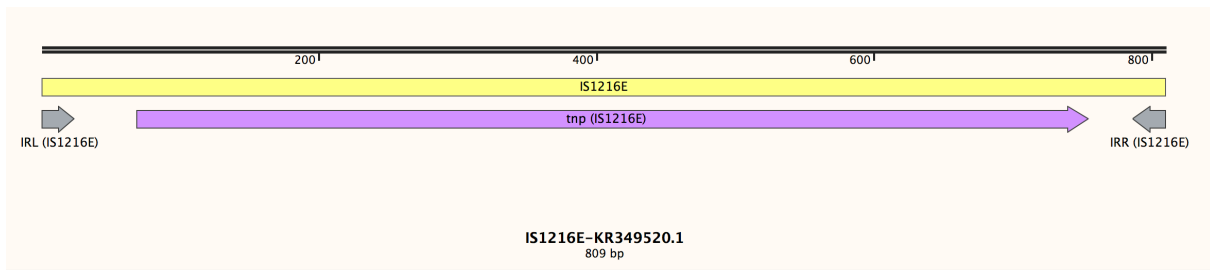 200 400 600 800
IS1216E
tnp (IS1216E)
IRL (IS1216E) IRR (IS1216E)
IS1216E-KR349520.1
809 bp